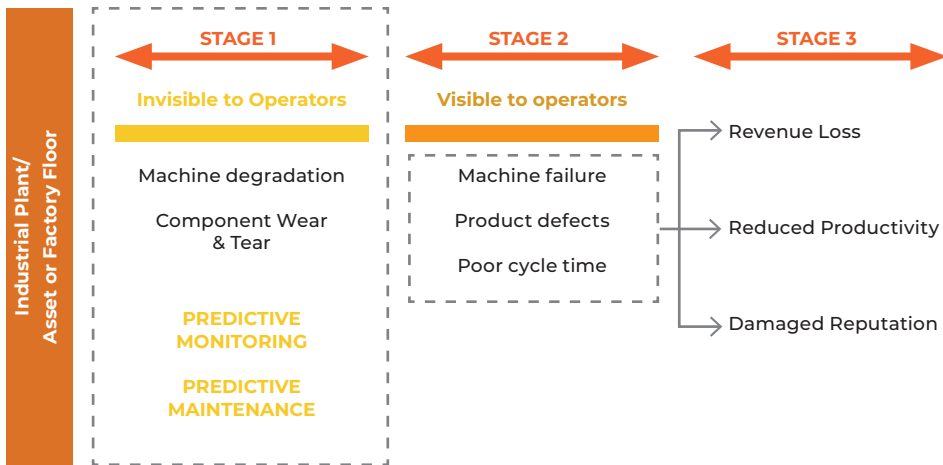 Industrial Plant/
Asset or Factory Floor
STAGE 1
Invisible to Operators
Machine degradation
Component Wear
& Tear
PREDICTIVE
MONITORING
PREDICTIVE
MAINTENANCE
STAGE 2
Visible to operators
Machine failure
Product defects
Poor cycle time
STAGE 3
Revenue Loss
Reduced Productivity
Damaged Reputation